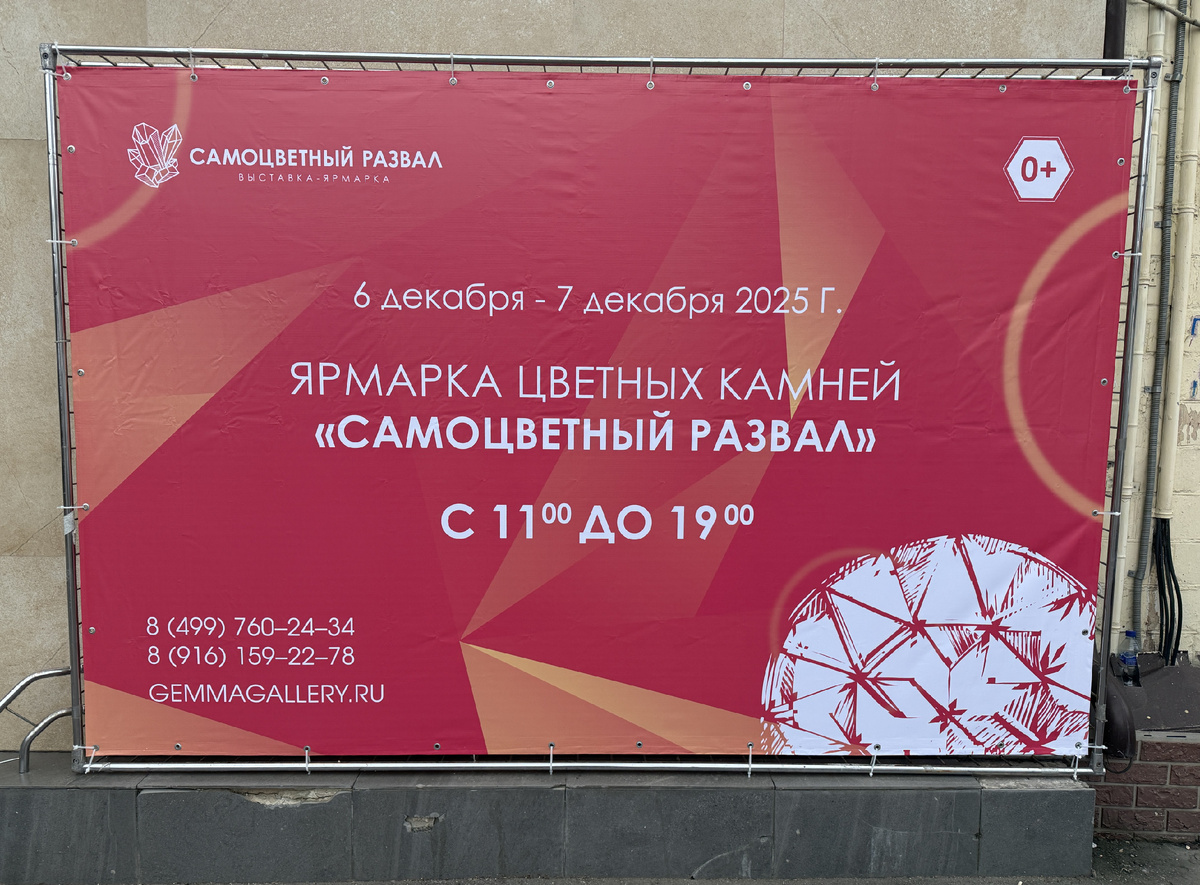 САМОЦВЕТНЫЙ РАЗВАЛ
ВЫСТАВКА-ЯРМАРКА
0+
6 декабря - 7 декабря 2025 Г.
ЯРМАРКА ЦВЕТНЫХ КАМНЕЙ
«САМОЦВЕТНЫЙ РАЗВАЛ»
С 11⁰⁰ ДО 19⁰⁰
8 (499) 760–24–34
8 (916) 159–22–78
GEMMAGALLERY.RU